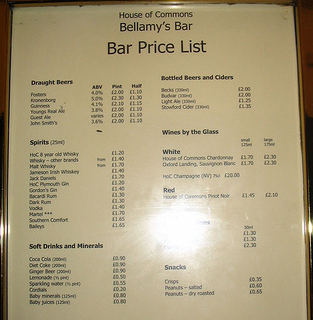 House of Commons
Bellamy's Bar
Bar Price List
Draught Beers
ABV Pint Half
Fosters 4.0% £2.00 £1.10
Kronenborg 5.0% £2.30 £1.30
Guinness 4.1% £2.10 £1.15
Youngs Real Ale 3.8% £2.00 £1.10
Guest Ale varies £2.00 £1.10
John Smith's 3.6% £2.00 £1.10
Spirits (25ml)
HoC 8 year old Whisky £1.20
Whisky – other brands from £1.40
Malt Whisky from £1.70
Jameson Irish Whiskey £1.40
Jack Daniels £1.70
HoC Plymouth Gin £1.20
Gordon's Gin £1.40
Bacardi Rum £1.30
Dark Rum £1.30
Vodka £1.40
Martel *** £1.70
Southern Comfort £1.65
Baileys £1.65
Soft Drinks and Minerals
Coca Cola (200ml) £0.90
Diet Coke (200ml) £0.90
Ginger Beer (200ml) £0.90
Lemonade (½ pint) £0.50
Sparkling water (½ pint) £0.55
Cordials £0.20
Baby minerals (125ml) £0.80
Baby juices (125ml) £0.80
Bottled Beers and Ciders
Becks (330ml) £2.00
Budvar (330ml) £2.00
Light Ale (330ml) £1.25
Stowford Cider (330ml) £1.35
Wines by the Glass
small large
125ml 175ml
White
House of Commons Chardonnay £1.70 £2.30
Oxford Landing, Sauvignon Blanc £1.70 £2.30
HoC Champagne (NV) 75cl £20.00
Red
House of Commons Pinot Noir £1.45 £2.10
50ml
£1.30
£1.30
£2.30
Snacks
Crisps £0.35
Peanuts – salted £0.60
Peanuts – dry roasted £0.65